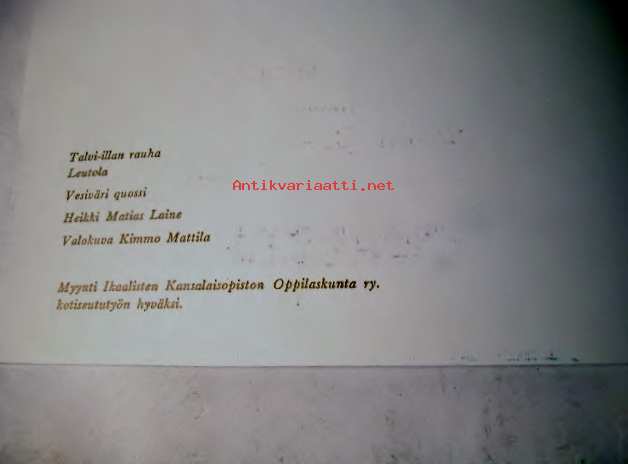 Talvi-illan rauha
Leutola
Antikvariaatti.net
Vesiväri quossi
Heikki Matias Laine
Valokuva Kimmo Mattila
Myynti Ikaalisten Kansalaisopiston Oppilaskunta ry.
kotiseututyön hyväksi.